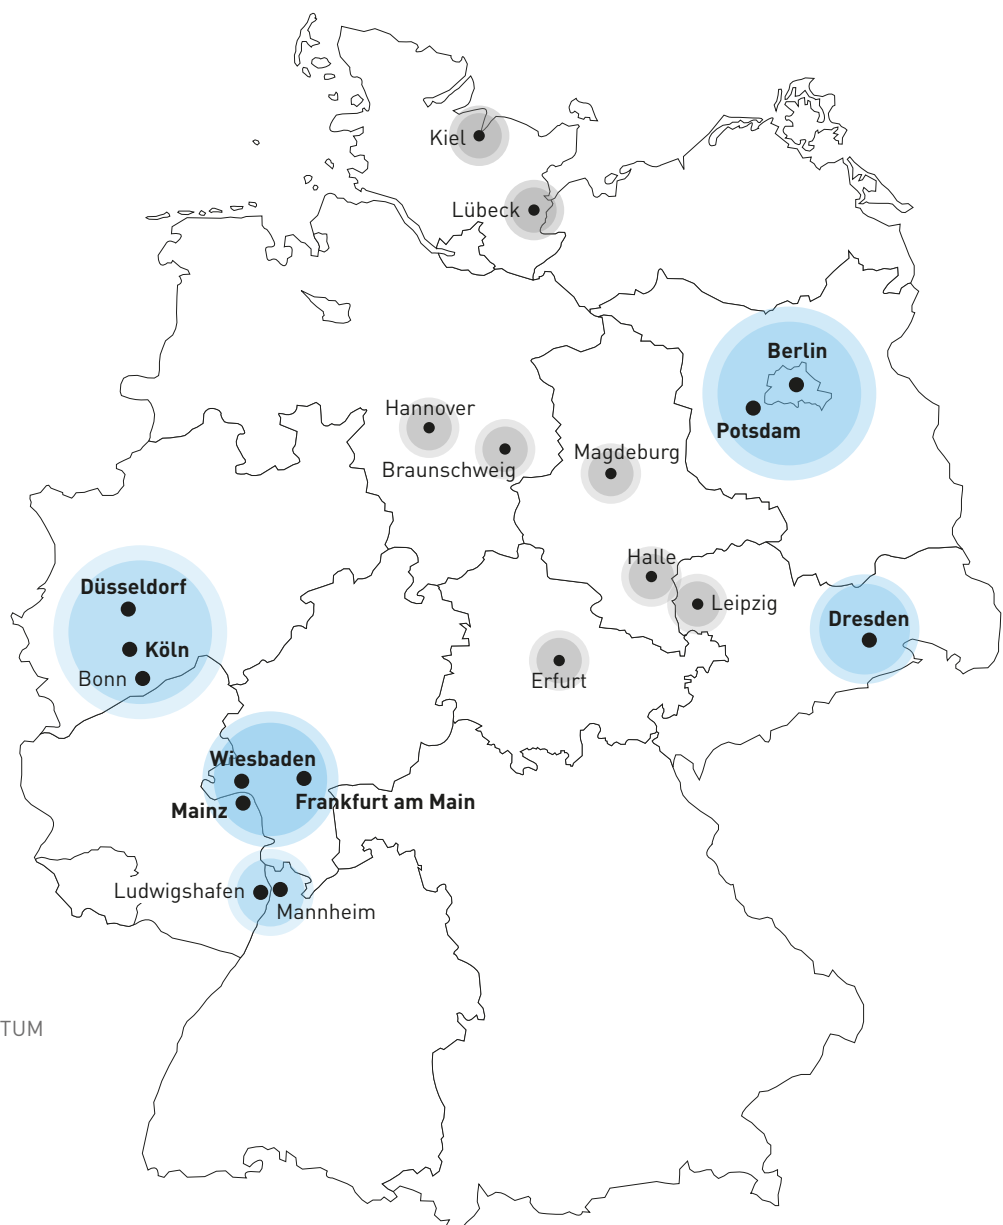 Kiel
Lübeck
Berlin
Potsdam
Hannover
Braunschweig
Magdeburg
Halle
Leipzig
Düsseldorf
Köln
Bonn
Dresden
Erfurt
Wiesbaden
Frankfurt am Main
Mainz
Ludwigshafen
Mannheim
TUM